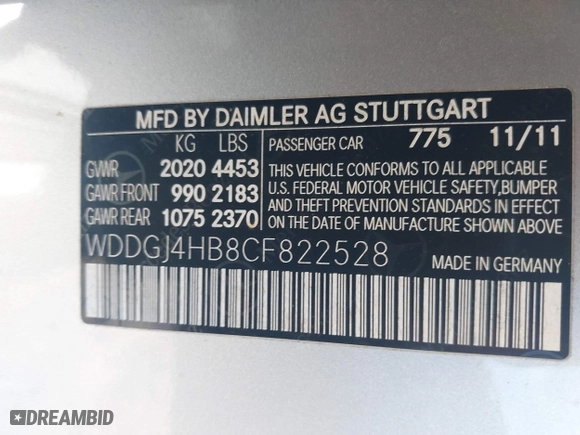 MFD BY DAIMLER AG STUTTGART
KG LBS PASSENGER CAR 775 11/11
GVWR 2020 4453 THIS VEHICLE CONFORMS TO ALL APPLICABLE
GAWR FRONT 990 2183 U.S. FEDERAL MOTOR VEHICLE SAFETY,BUMPER
GAWR REAR 1075 2370 AND THEFT PREVENTION STANDARDS IN EFFECT
ON THE DATE OF MANUFACTURE SHOWN ABOVE
WDDGJ4HB8CF822528
MADE IN GERMANY
DREAMBID